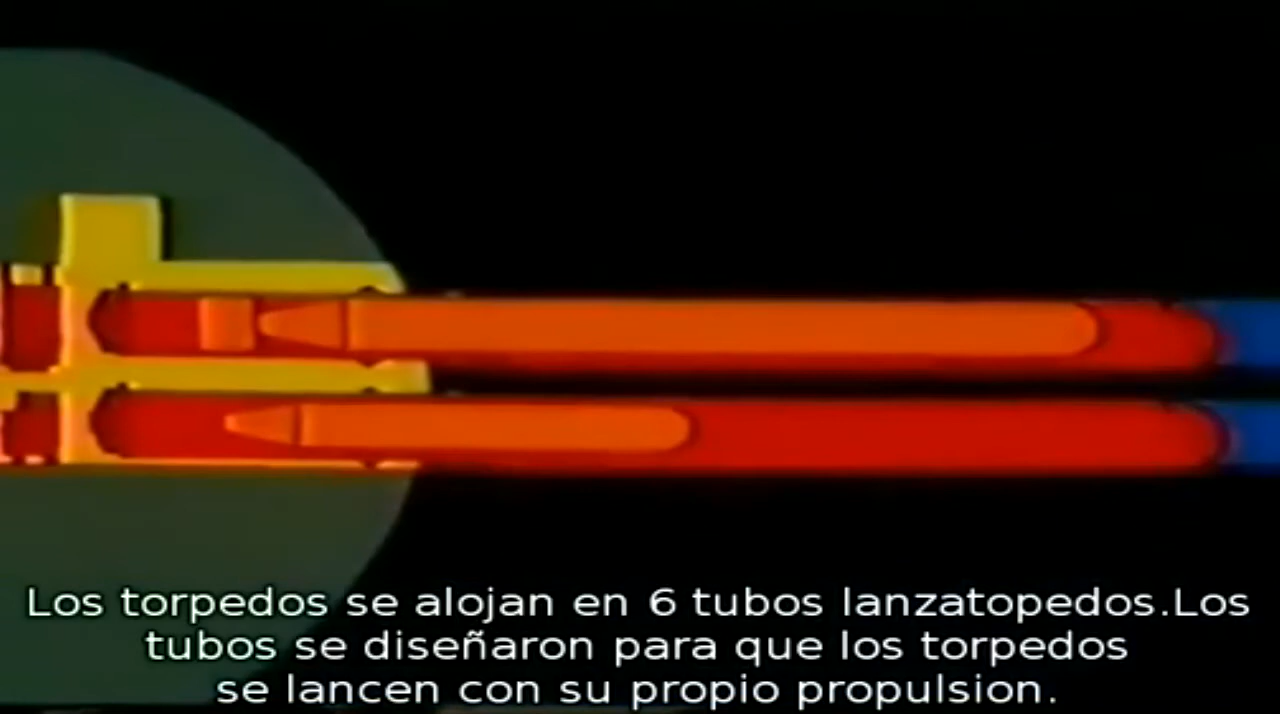 Los torpedos se alojan en 6 tubos lanzatopedos.Los
tubos se diseñaron para que los torpedos
se lancen con su propio propulsion.